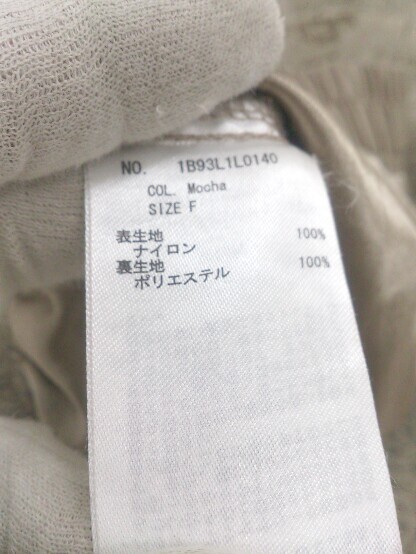 NO. 1B93L1L0140
COL. Mocha
SIZE F
表生地 100%
ナイロン
裏生地 100%
ポリエステル